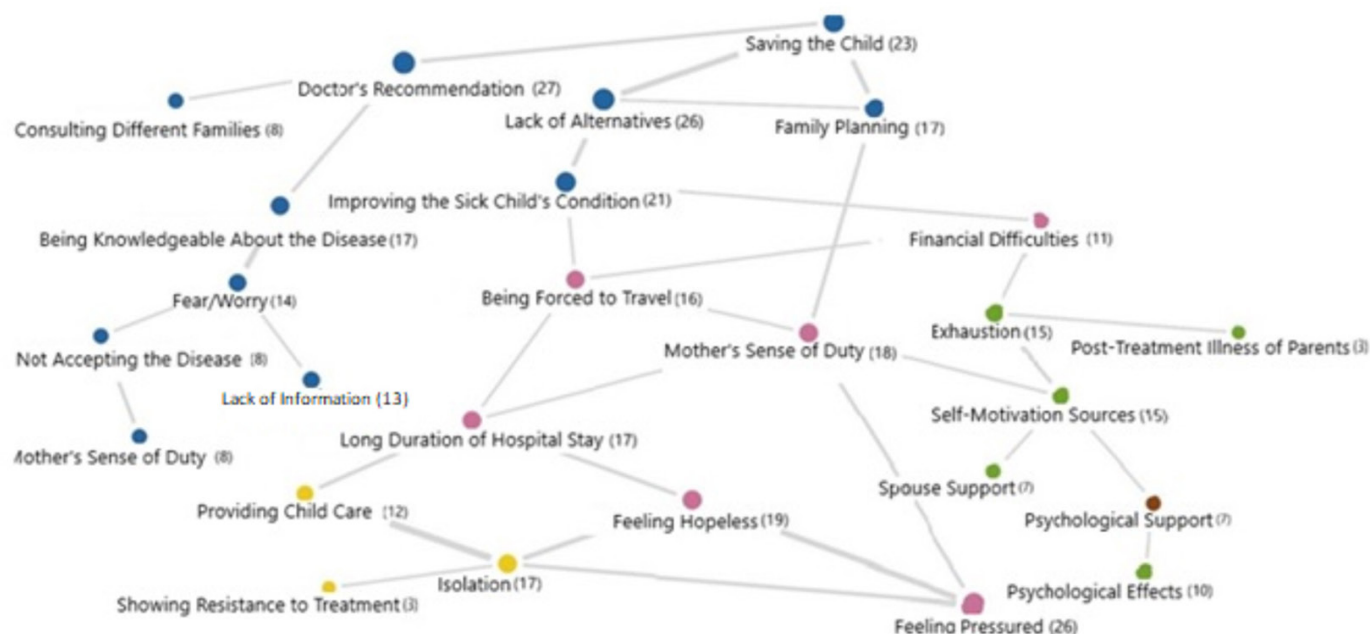 Saving the Child (23)
Doctor's Recommendation (27)
Lack of Alternatives (26)
Consulting Different Families (8)
Family Planning (17)
Improving the Sick Child's Condition (21)
Being Knowledgeable About the Disease (17)
Financial Difficulties (11)
Fear/Worry (14)
Being Forced to Travel (16)
Exhaustion (15)
Post-Treatment Illness of Parents (3)
Not Accepting the Disease (8)
Mother's Sense of Duty (18)
Lack of Information (13)
Self-Motivation Sources (15)
Long Duration of Hospital Stay (17)
other's Sense of Duty (8)
Spouse Support (7)
Providing Child Care (12)
Feeling Hopeless (19)
Psychological Support (7)
Isolation (17)
Psychological Effects (10)
Showing Resistance to Treatment (3)
Feeling Pressured (26)